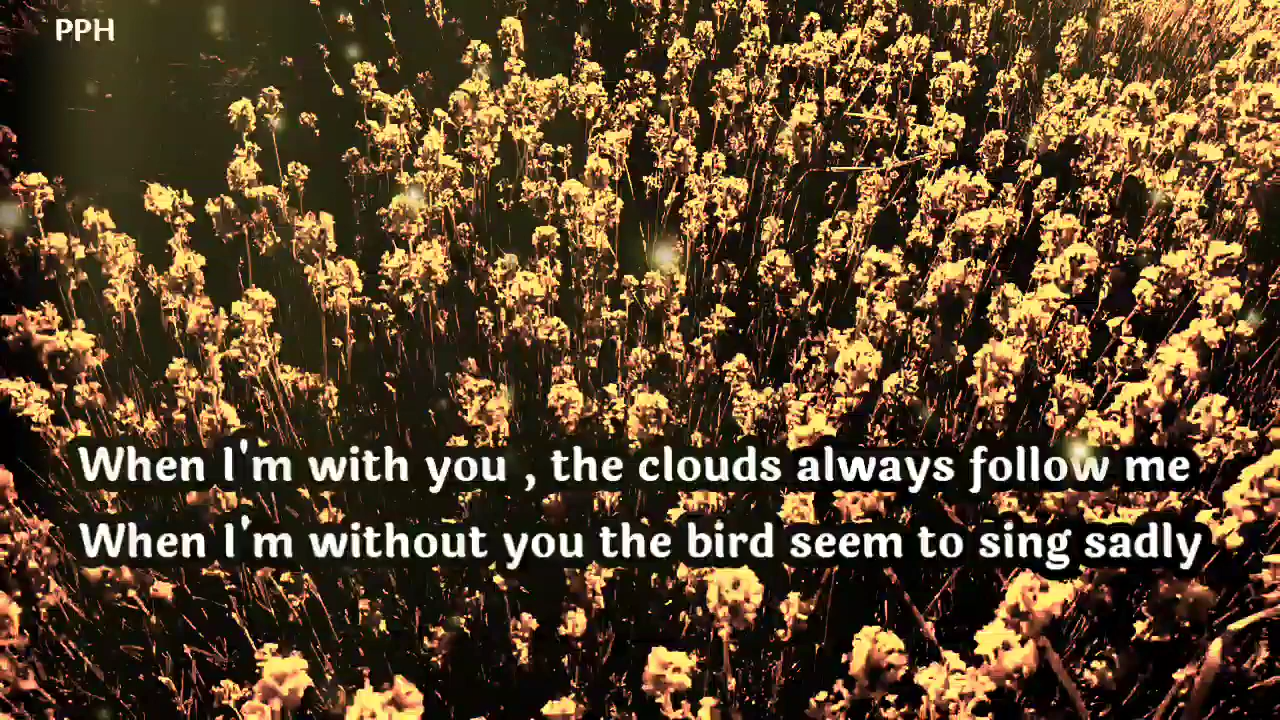 PPH
When I'm with you , the clouds always follow me
When I'm without you the bird seem to sing sadly